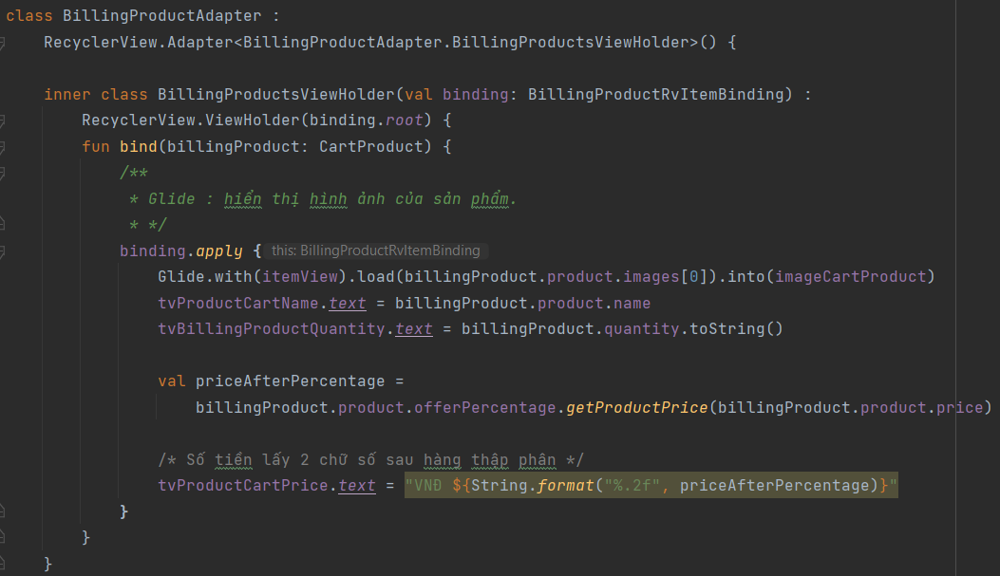 class BillingProductAdapter :
    RecyclerView.Adapter<BillingProductAdapter.BillingProductsViewHolder>() {

    inner class BillingProductsViewHolder(val binding: BillingProductRvItemBinding) :
        RecyclerView.ViewHolder(binding.root) {
        fun bind(billingProduct: CartProduct) {
            /**
             * Glide : hiển thị hình ảnh của sản phẩm.
             * */
            binding.apply { this: BillingProductRvItemBinding
                Glide.with(itemView).load(billingProduct.product.images[0]).into(imageCartProduct)
                tvProductCartName.text = billingProduct.product.name
                tvBillingProductQuantity.text = billingProduct.quantity.toString()

                val priceAfterPercentage =
                    billingProduct.product.offerPercentage.getProductPrice(billingProduct.product.price)

                /* Số tiền lấy 2 chữ số sau hàng thập phân */
                tvProductCartPrice.text = "VNĐ ${String.format("%.2f", priceAfterPercentage)}"
            }
        }
    }